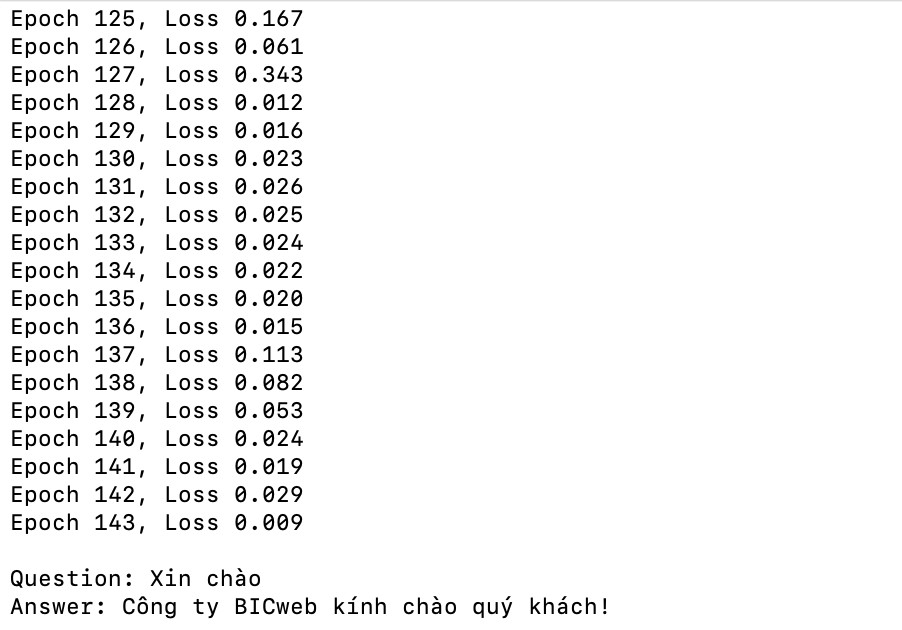 Epoch 125, Loss 0.167
Epoch 126, Loss 0.061
Epoch 127, Loss 0.343
Epoch 128, Loss 0.012
Epoch 129, Loss 0.016
Epoch 130, Loss 0.023
Epoch 131, Loss 0.026
Epoch 132, Loss 0.025
Epoch 133, Loss 0.024
Epoch 134, Loss 0.022
Epoch 135, Loss 0.020
Epoch 136, Loss 0.015
Epoch 137, Loss 0.113
Epoch 138, Loss 0.082
Epoch 139, Loss 0.053
Epoch 140, Loss 0.024
Epoch 141, Loss 0.019
Epoch 142, Loss 0.029
Epoch 143, Loss 0.009
Question: Xin chào
Answer: Công ty BICweb kính chào quý khách!